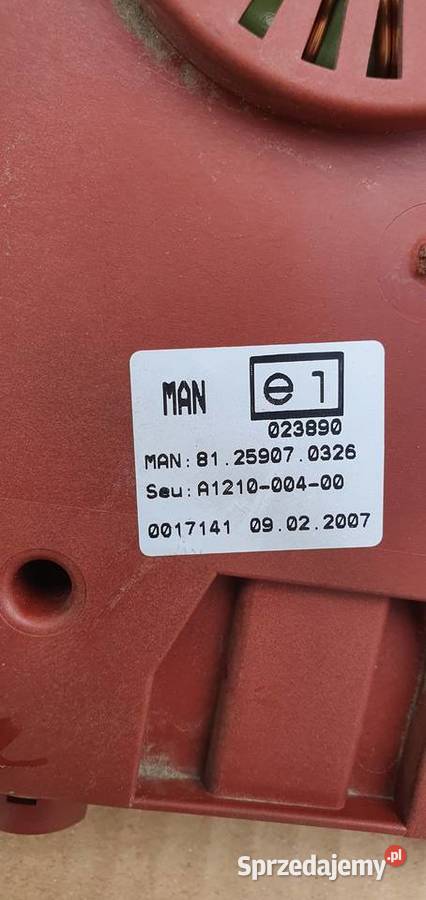 MAN e1
023890
MAN: 81.25907.0326
Seu: A1210-004-00
0017141 09.02.2007
Sprzedajemy.pl